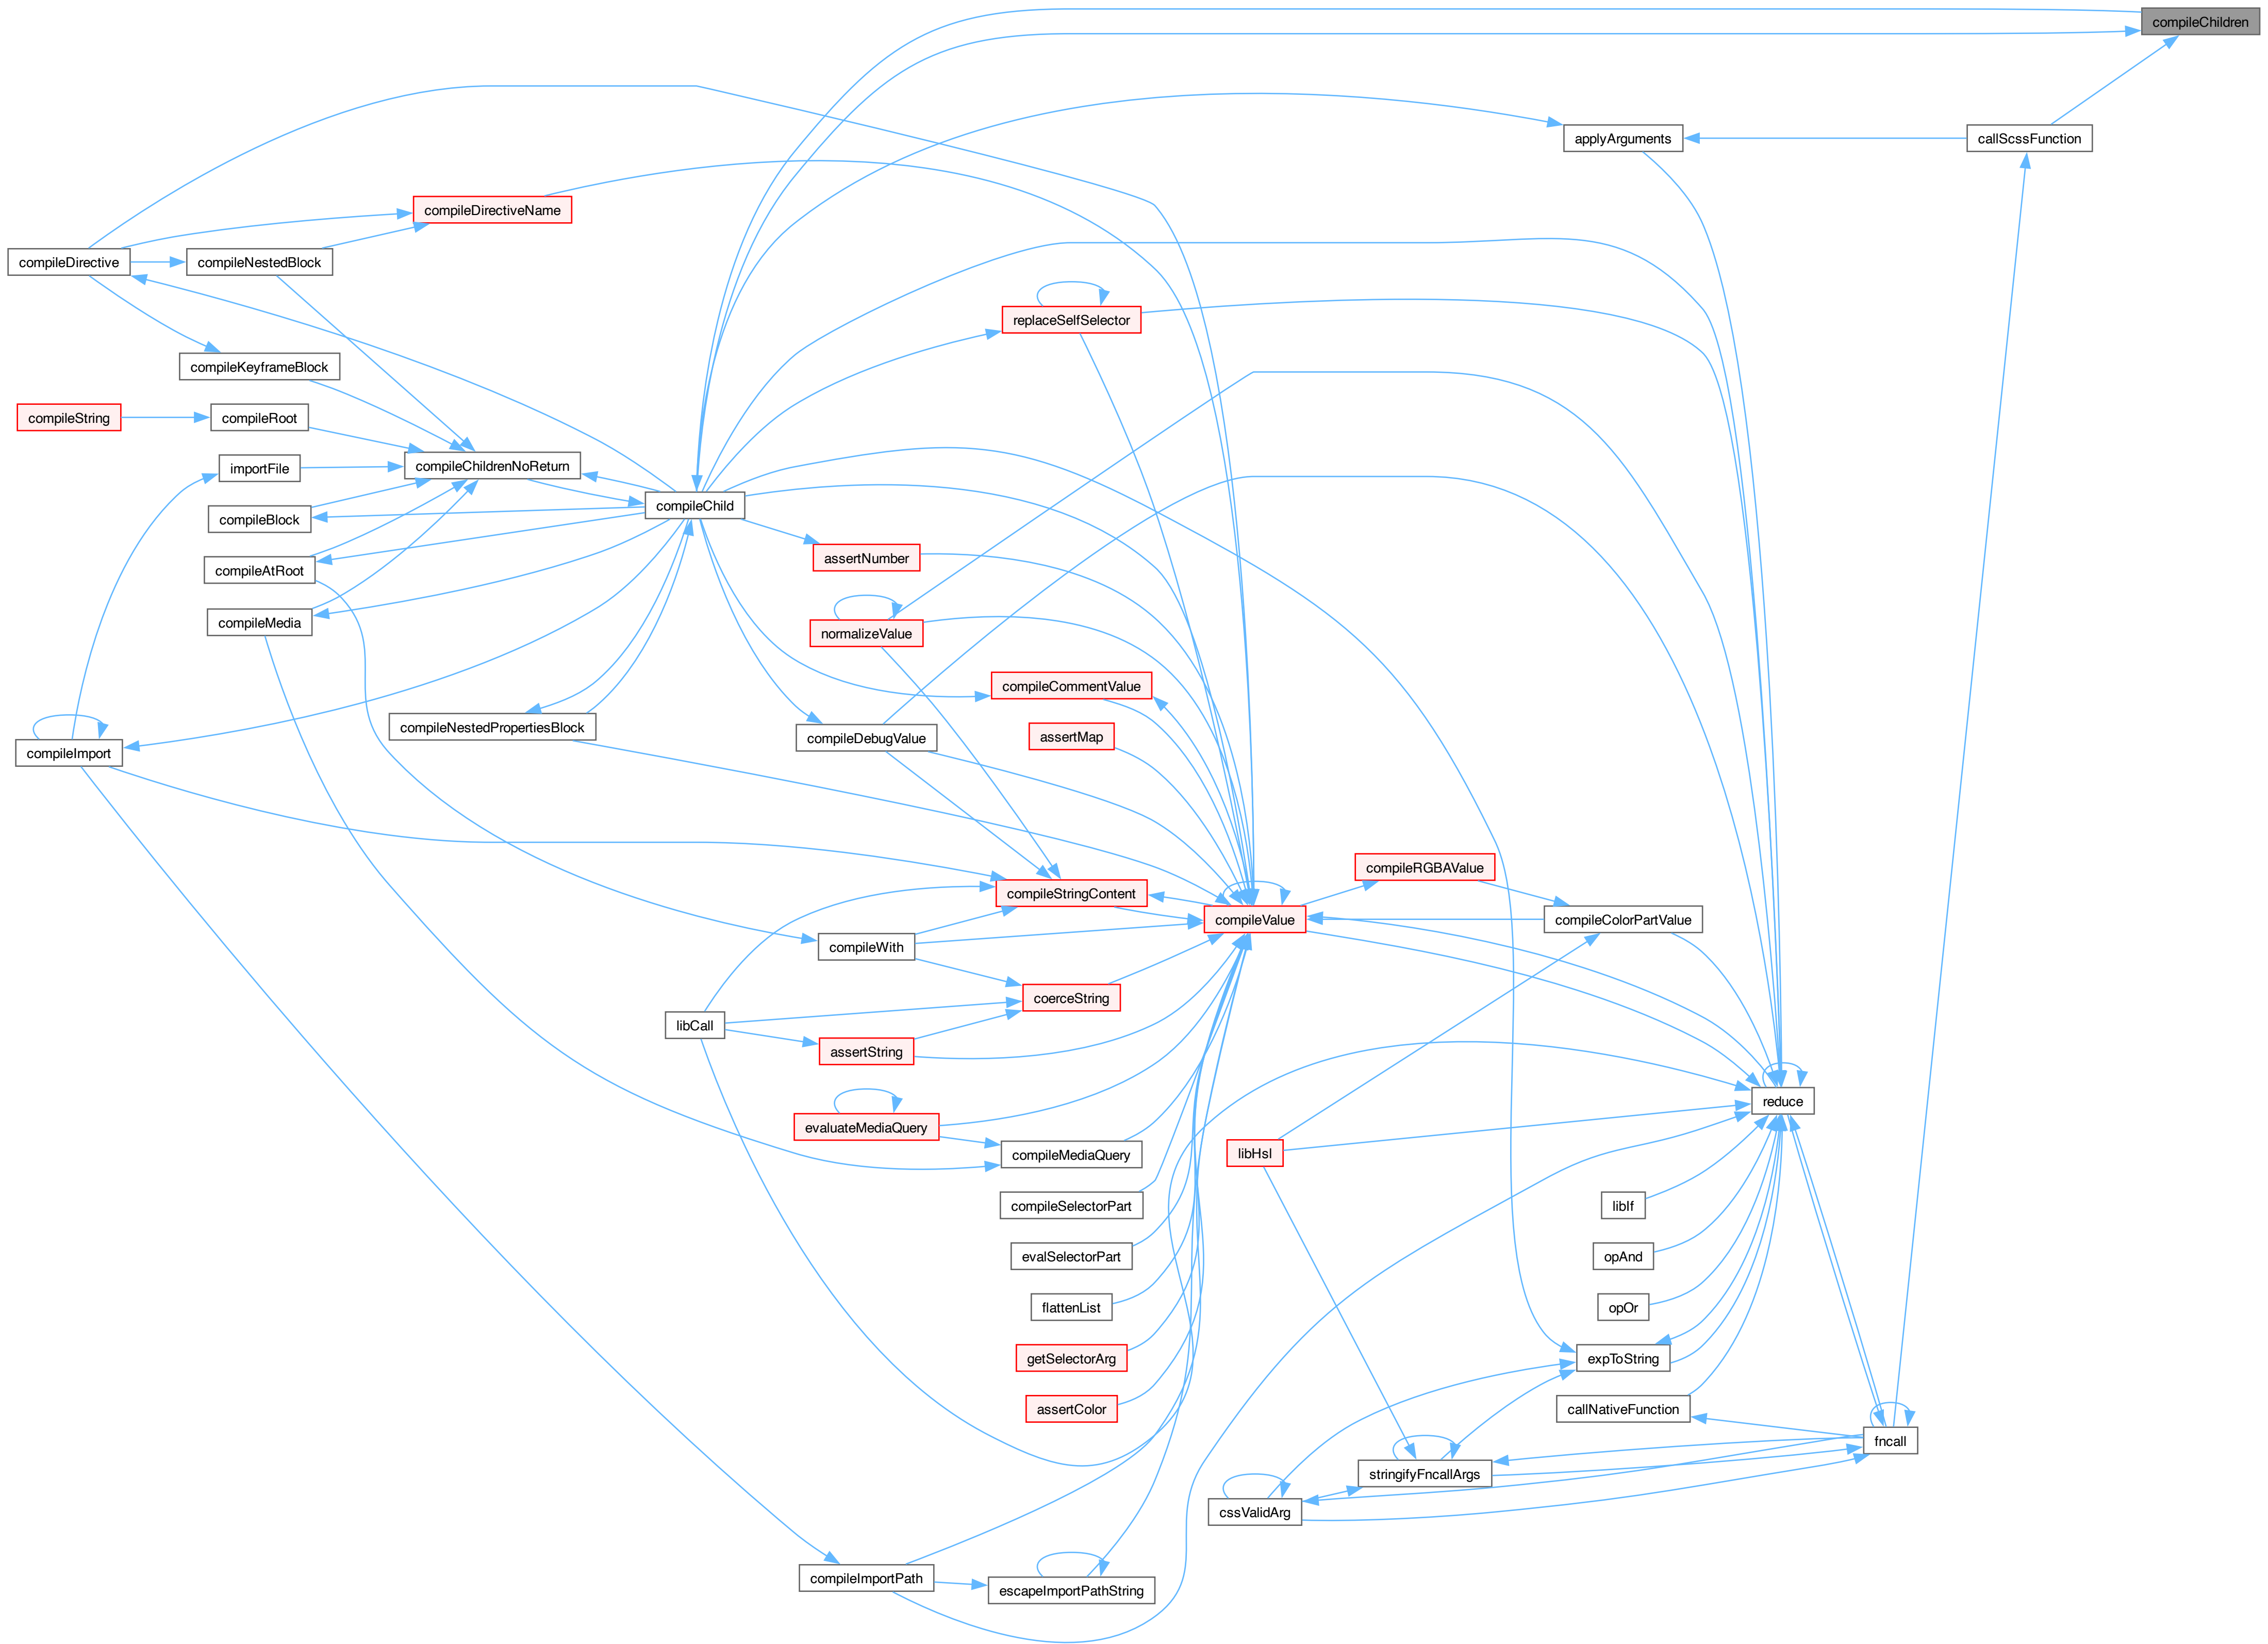 compileChildren
applyArguments
callScssFunction
compileDirectiveName
compileDirective
compileNestedBlock
replaceSelfSelector
compileKeyframeBlock
compileString
compileRoot
importFile
compileChildrenNoReturn
compileBlock
compileChild
compileAtRoot
assertNumber
compileMedia
normalizeValue
compileCommentValue
compileNestedPropertiesBlock
compileDebugValue
assertMap
compileImport
compileRGBAValue
compileStringContent
compileValue
compileColorPartValue
compileWith
coerceString
libCall
assertString
reduce
evaluateMediaQuery
compileMediaQuery
libHsl
compileSelectorPart
libIf
evalSelectorPart
opAnd
flattenList
opOr
getSelectorArg
expToString
assertColor
callNativeFunction
fncall
stringifyFncallArgs
cssValidArg
compileImportPath
escapeImportPathString